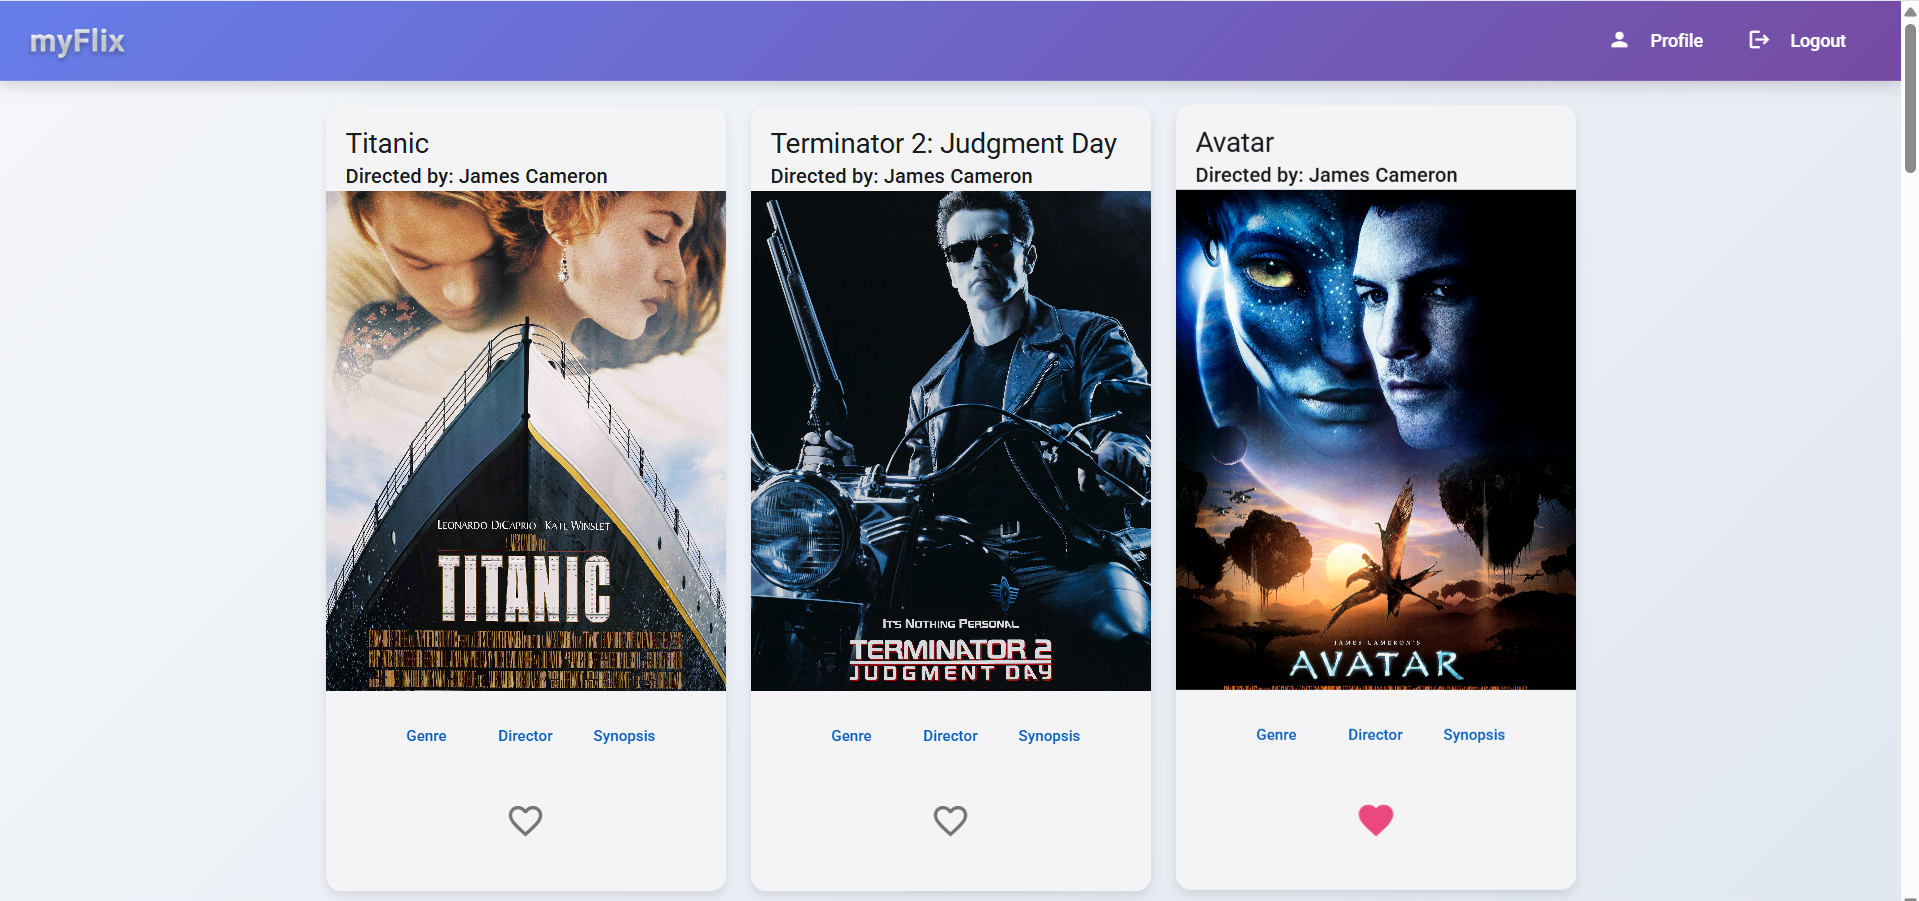 myFlix
Profile
Logout
Titanic
Directed by: James Cameron
LEONARDO DICAPRIO KATE WINSLET
TITANIC
Genre
Director
Synopsis
Terminator 2: Judgment Day
Directed by: James Cameron
IT'S NOTHING PERSONAL
TERMINATOR 2
JUDGMENT DAY
Genre
Director
Synopsis
Avatar
Directed by: James Cameron
JAMES CAMERON'S
AVATAR
Genre
Director
Synopsis